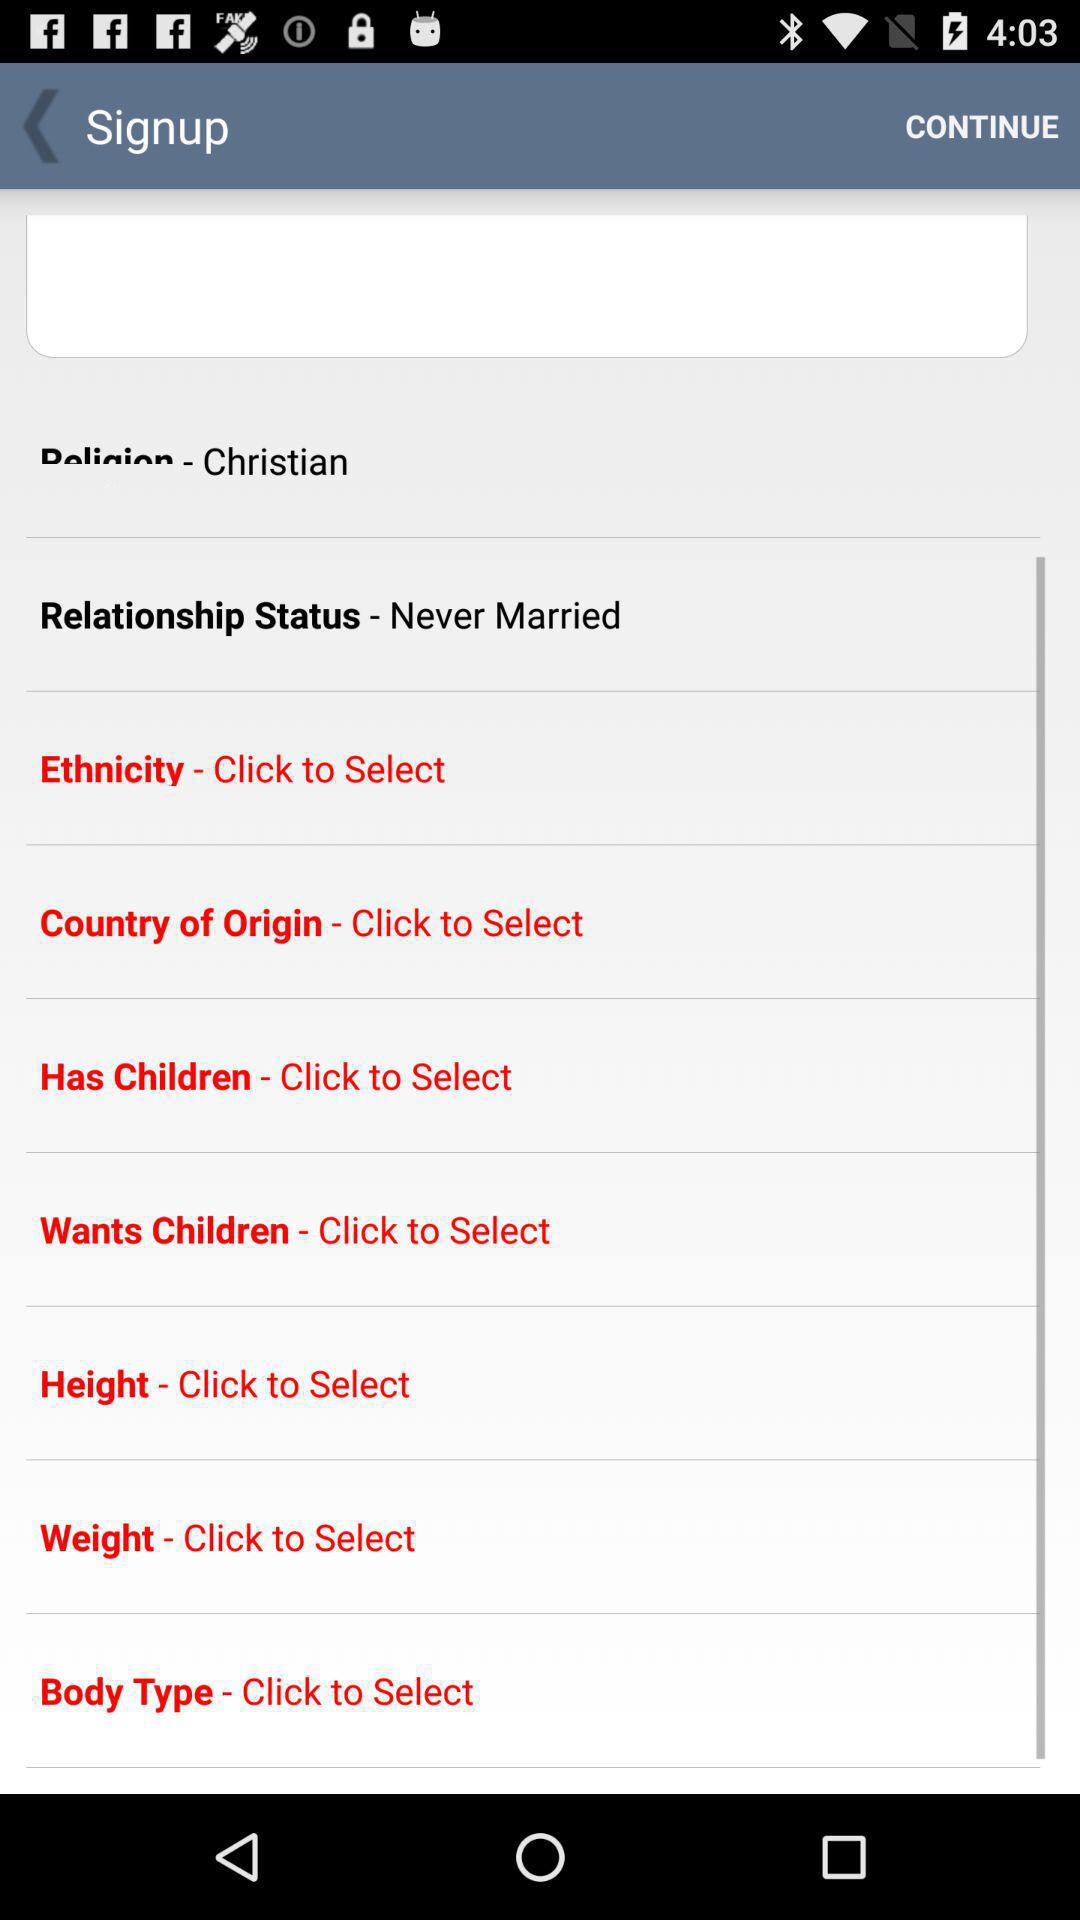 FAKE
4:03
Signup
CONTINUE
Religion - Christian
Relationship Status - Never Married
Ethnicity - Click to Select
Country of Origin - Click to Select
Has Children - Click to Select
Wants Children - Click to Select
Height - Click to Select
Weight - Click to Select
Body Type - Click to Select